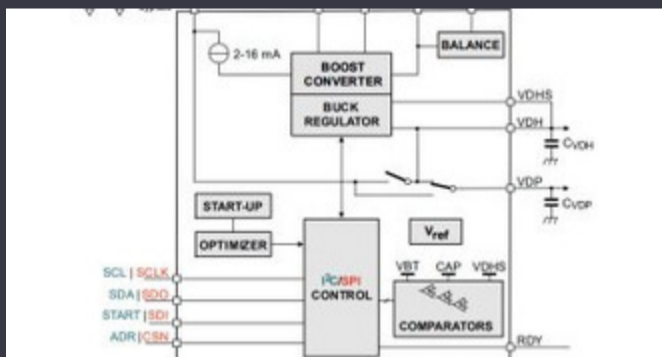 2-16 mA
BALANCE
BOOST
CONVERTER
BUCK
REGULATOR
VDHS
VDH
CVDH
VDP
CVDP
START-UP
OPTIMIZER
Vref
SCL | SCLK
SDA | SDO
START | SDI
ADR | CSN
I²C/SPI
CONTROL
VBT CAP VDHS
COMPARATORS
RDY